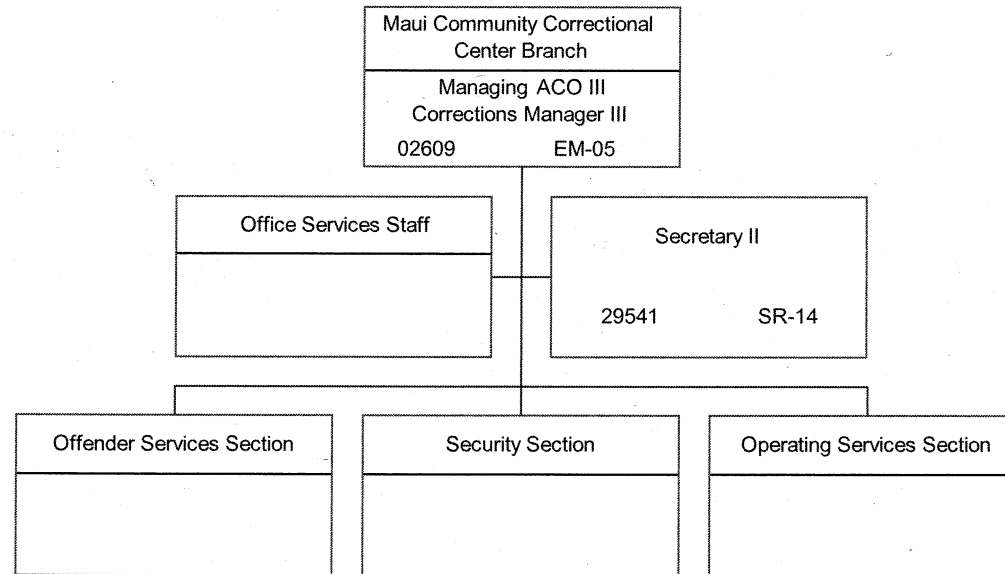 Maui Community Correctional
Center Branch
Managing ACO III
Corrections Manager III
02609 EM-05
Office Services Staff
Secretary II
29541 SR-14
Offender Services Section
Security Section
Operating Services Section